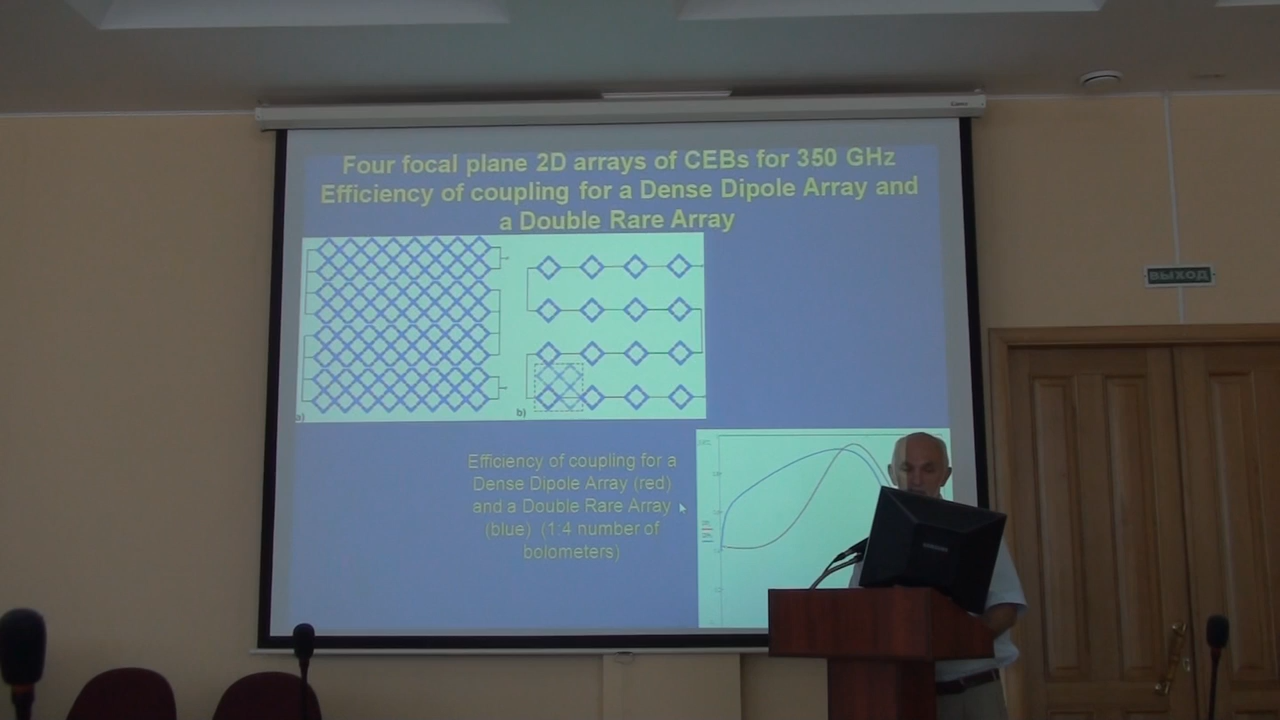 Four focal plane 2D arrays of CEBs for 350 GHz
Efficiency of coupling for a Dense Dipole Array and
a Double Rare Array
a)
b)
Efficiency of coupling for a
Dense Dipole Array (red)
and a Double Rare Array
(blue) (1:4 number of
bolometers)
ВЫХОД